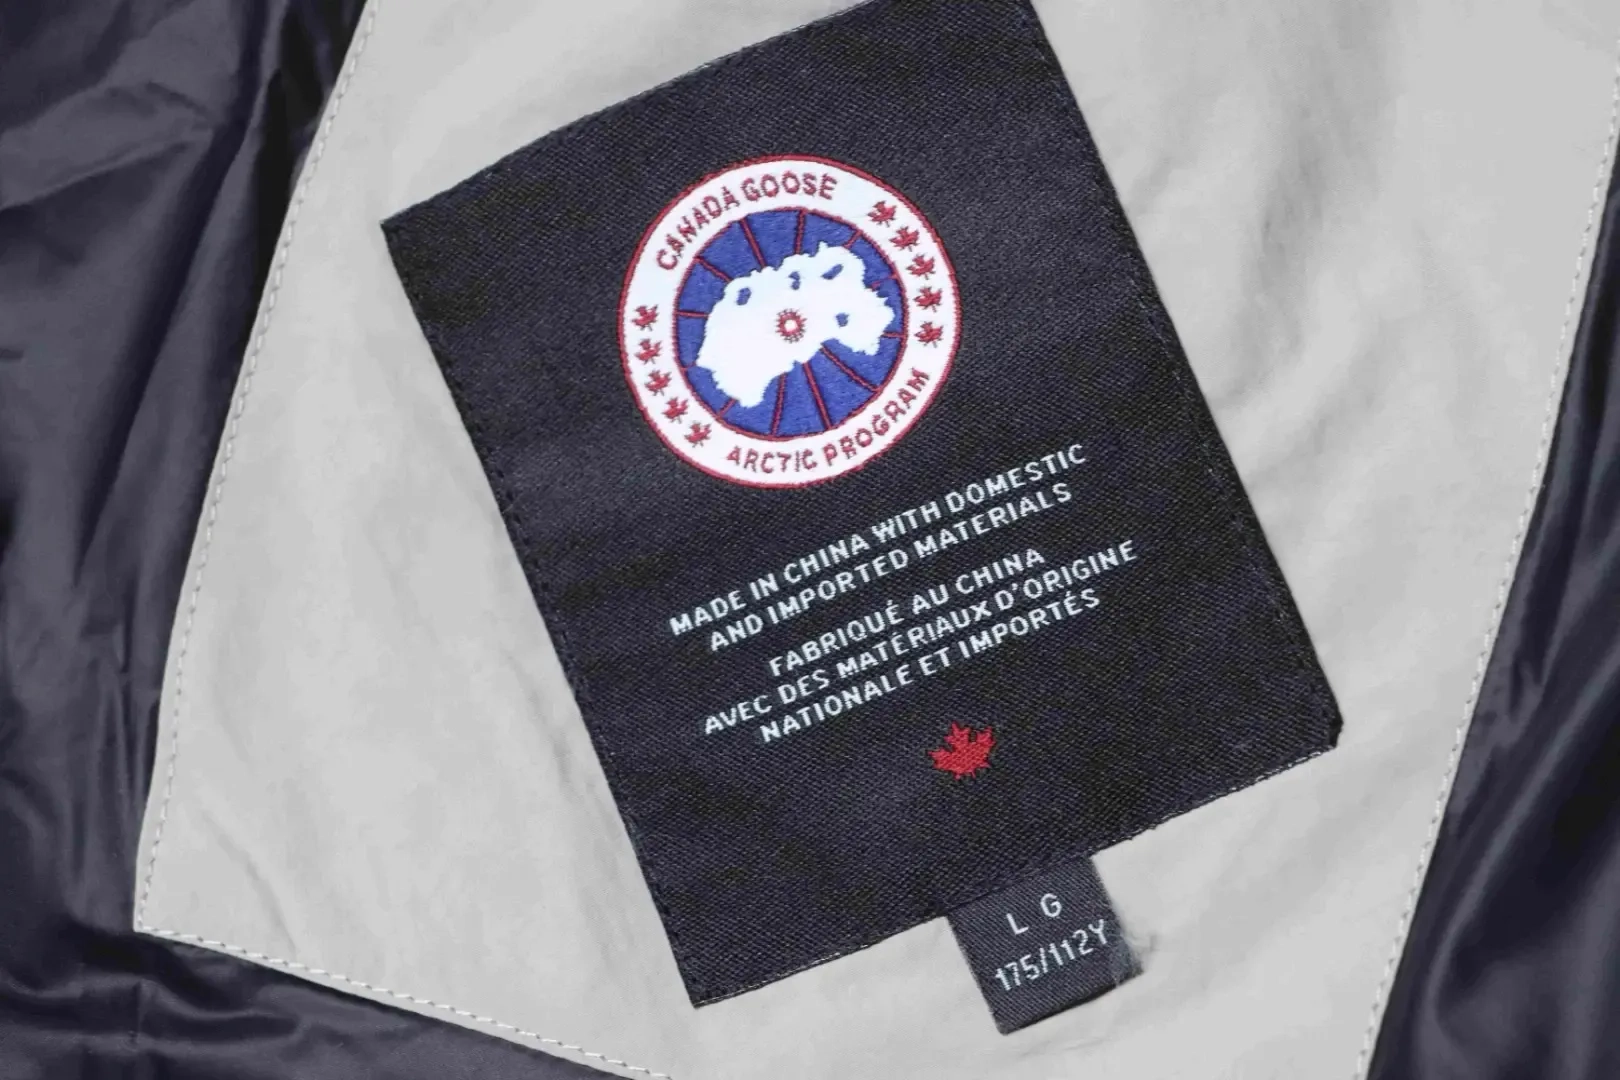 CANADA GOOSE
ARCTIC PROGRAM
MADE IN CHINA WITH DOMESTIC
AND IMPORTED MATERIALS
FABRIQUÉ AU CHINA
AVEC DES MATÉRIAUX D'ORIGINE
NATIONALE ET IMPORTÉS
L G
175/112Y